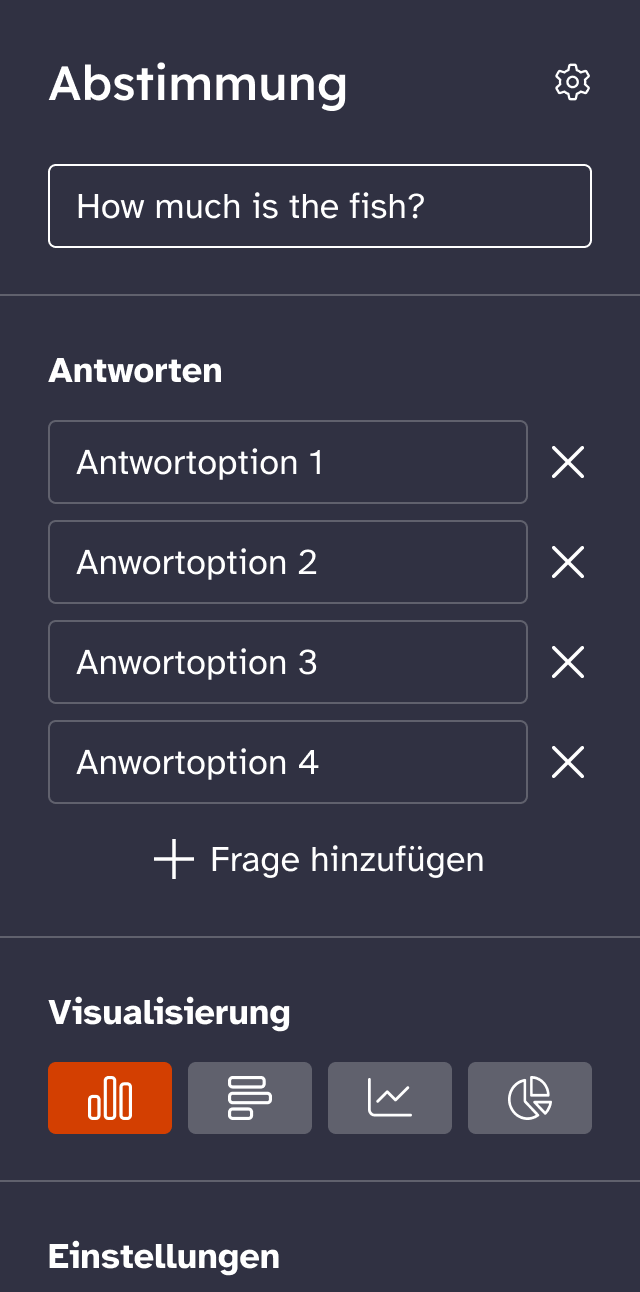 Abstimmung
How much is the fish?
Antworten
Antwortoption 1
Anwortoption 2
Anwortoption 3
Anwortoption 4
Frage hinzufügen
Visualisierung
Einstellungen